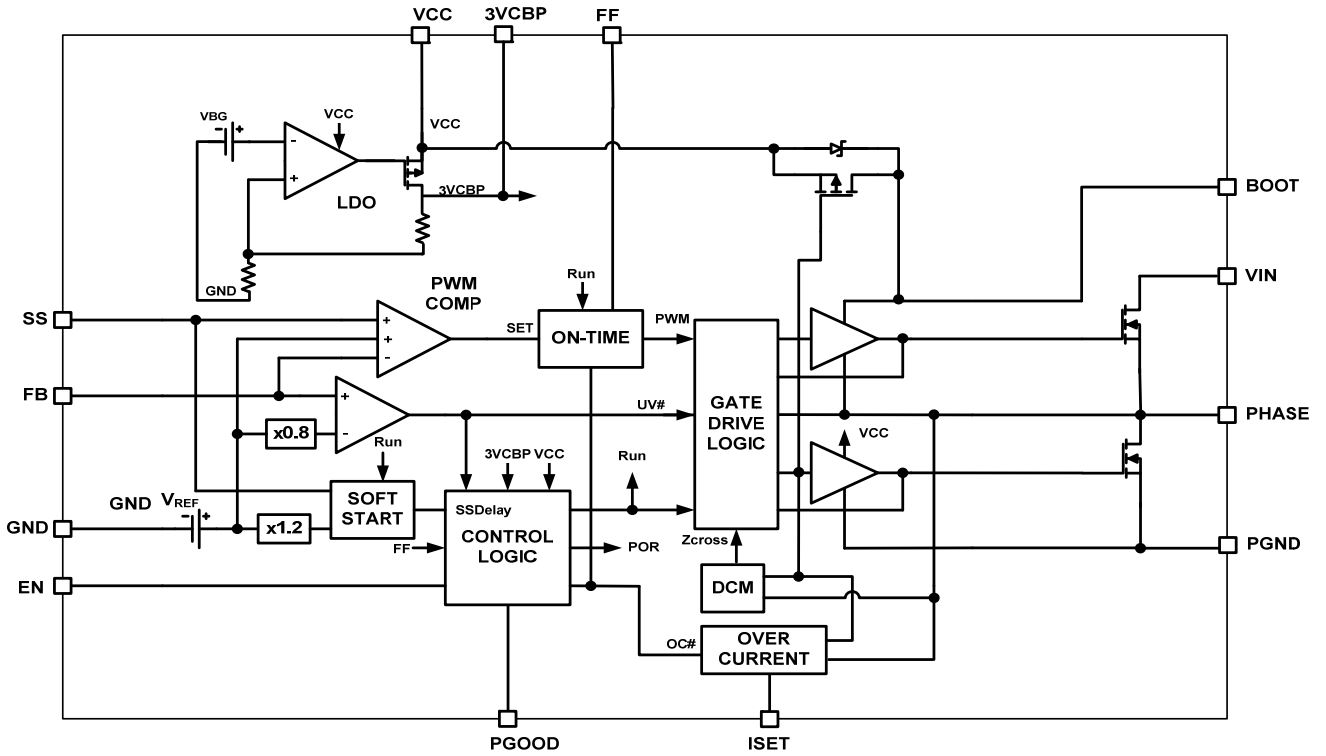 VCC 3VCBP FF
VBG
- +
VCC
VCC
-
+
LDO
3VCBP
GND
BOOT
VIN
PWM
COMP
Run
SS
+
+
-
SET
ON-TIME
PWM
FB
+
-
x0.8
UV#
GATE
DRIVE
LOGIC
PHASE
VCC
Run
3VCBP VCC
Run
GND VREF
- +
GND
x1.2
SOFT
START
SSDelay
CONTROL
LOGIC
FF
POR
Zcross
PGND
EN
DCM
OC#
OVER
CURRENT
PGOOD
ISET